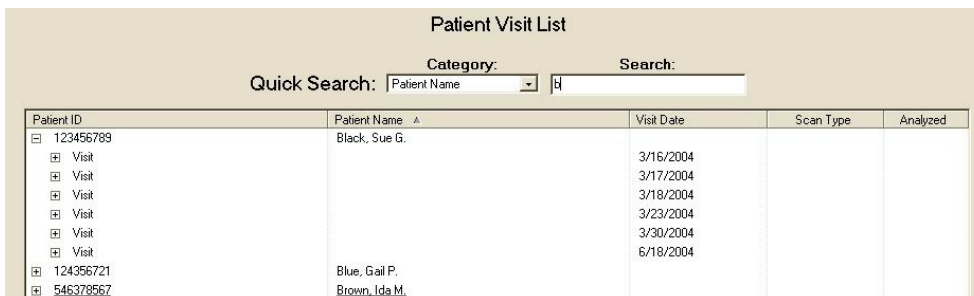 Patient Visit List
Category: Search:
Quick Search: Patient Name b
Patient ID Patient Name Visit Date Scan Type Analyzed
123456789 Black, Sue G.
Visit 3/16/2004
Visit 3/17/2004
Visit 3/18/2004
Visit 3/23/2004
Visit 3/30/2004
Visit 6/18/2004
124356721 Blue, Gail P.
546378567 Brown, Ida M.